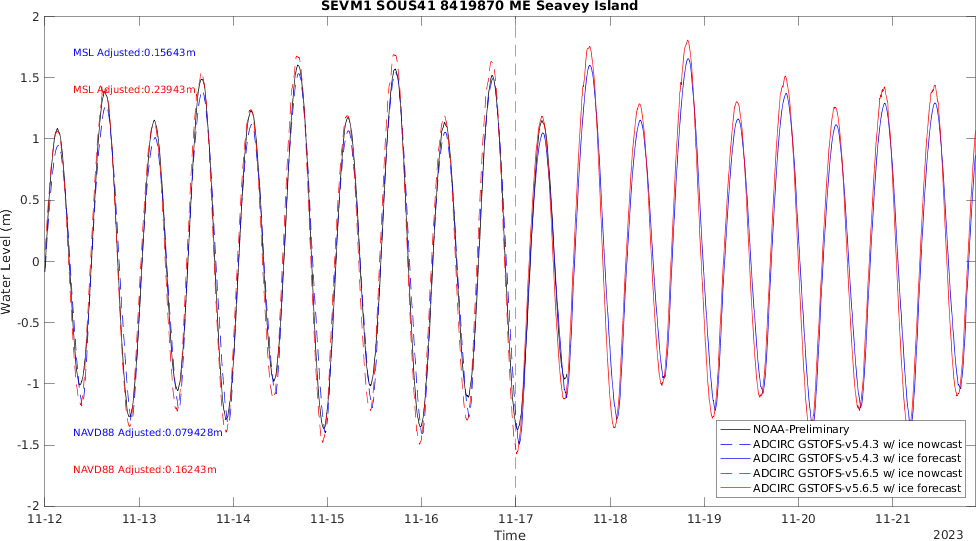 SEVM1 SOUS41 8419870 ME Seavey Island
2
1.5
1
0.5
0
-0.5
-1
-1.5
-2
Water Level (m)
MSL Adjusted:0.15643m
MSL Adjusted:0.23943m
NAVD88 Adjusted:0.079428m
NAVD88 Adjusted:0.16243m
NOAA-Preliminary
ADCIRC GSTOFS-v5.4.3 w/ ice nowcast
ADCIRC GSTOFS-v5.4.3 w/ ice forecast
ADCIRC GSTOFS-v5.6.5 w/ ice nowcast
ADCIRC GSTOFS-v5.6.5 w/ ice forecast
11-12 11-13 11-14 11-15 11-16 11-17 11-18 11-19 11-20 11-21
Time
2023